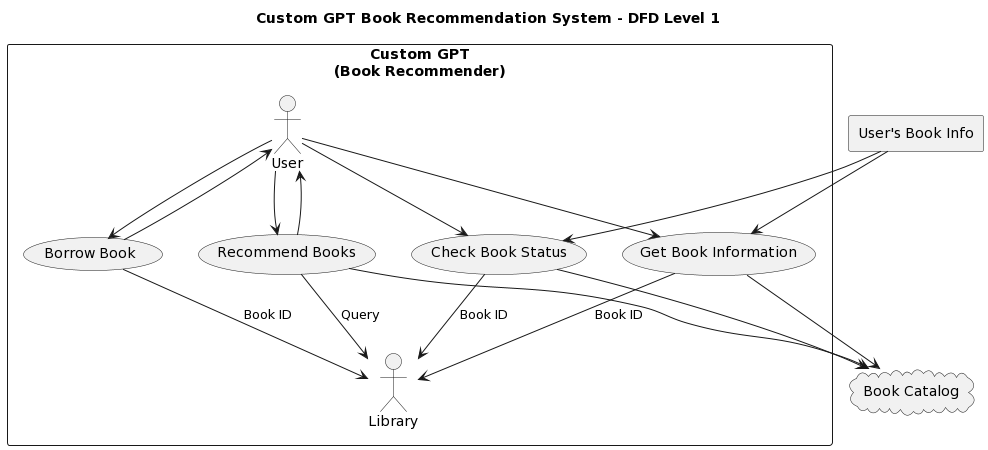 Custom GPT Book Recommendation System - DFD Level 1
Custom GPT
(Book Recommender)
User's Book Info
User
Borrow Book
Recommend Books
Check Book Status
Get Book Information
Book ID
Query
Book ID
Book ID
Book Catalog
Library